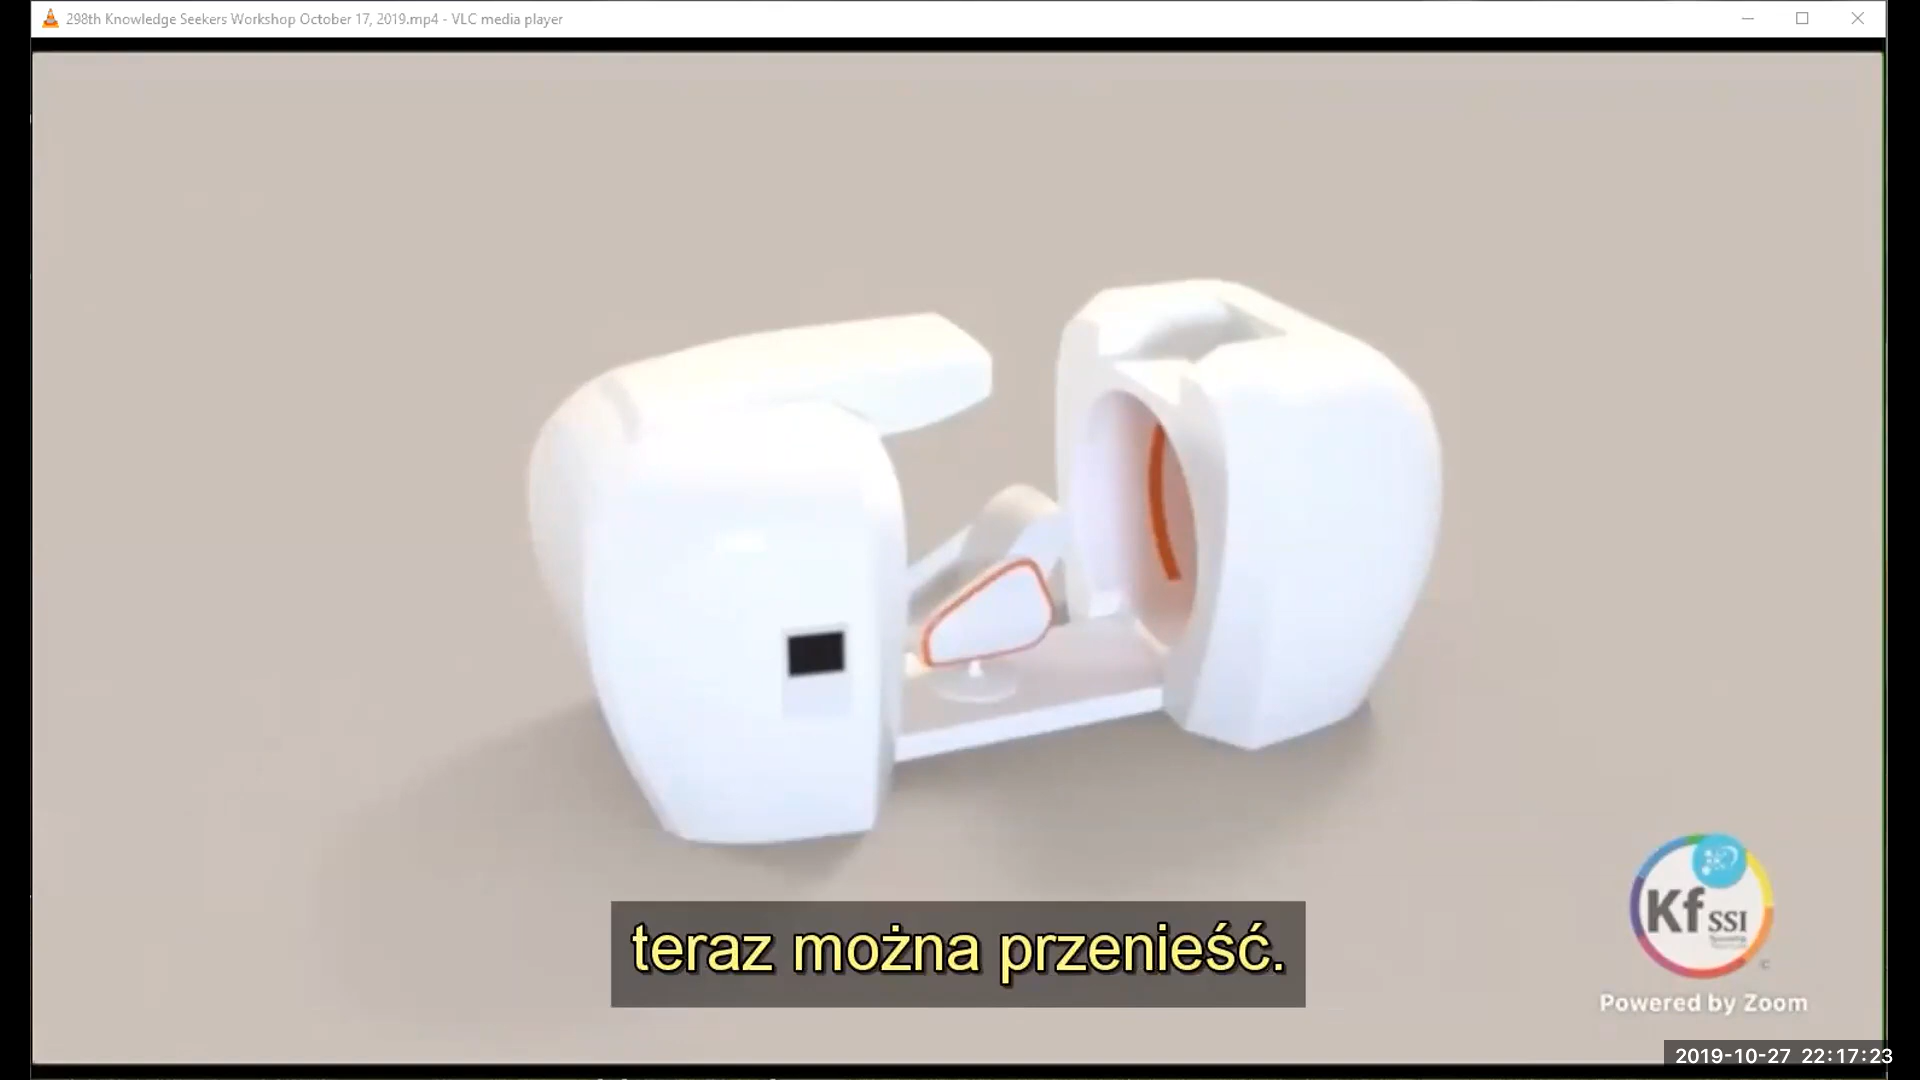 298th Knowledge Seekers Workshop October 17, 2019.mp4 - VLC media player
teraz można przenieść.
Kf SSI
Powered by Zoom
2019-10-27 22:17:23